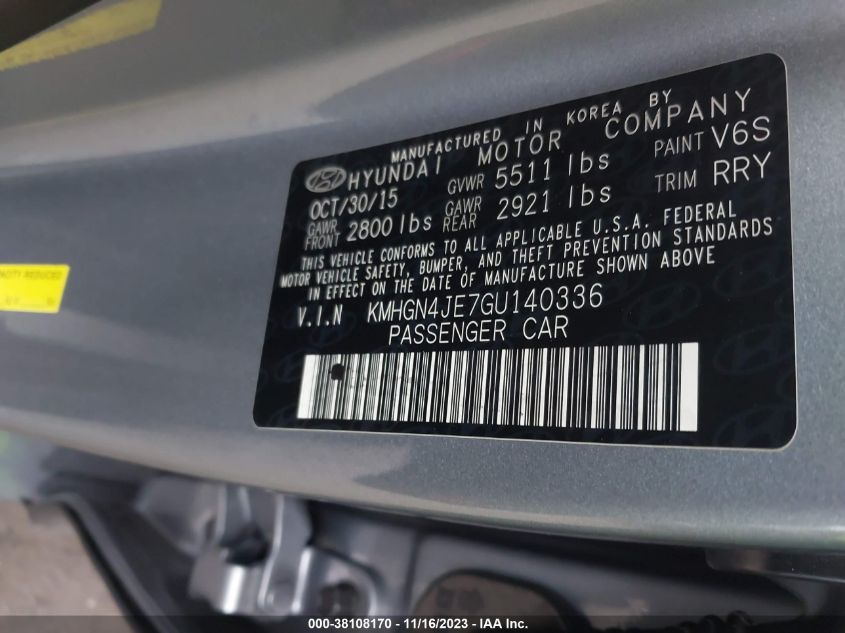 MANUFACTURED IN KOREA BY
HYUNDAI MOTOR COMPANY
OCT/30/15 GVWR 5511 lbs PAINT V6S
GAWR FRONT 2800 lbs GAWR REAR 2921 lbs TRIM RRY
THIS VEHICLE CONFORMS TO ALL APPLICABLE U.S.A. FEDERAL
MOTOR VEHICLE SAFETY, BUMPER, AND THEFT PREVENTION STANDARDS
IN EFFECT ON THE DATE OF MANUFACTURE SHOWN ABOVE
V.I.N KMHGN4JE7GU140336
PASSENGER CAR
REDUCED
000-38108170 - 11/16/2023 - IAA Inc.